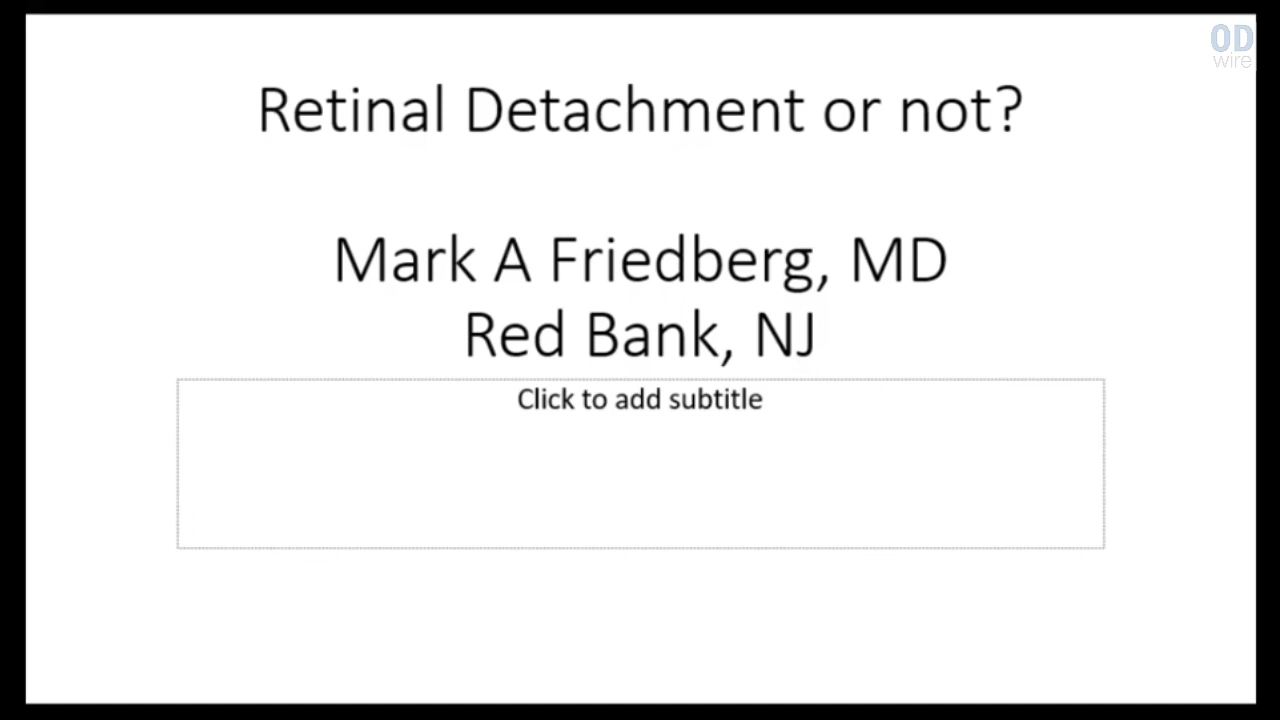 OD
wire
Retinal Detachment or not?
Mark A Friedberg, MD
Red Bank, NJ
Click to add subtitle